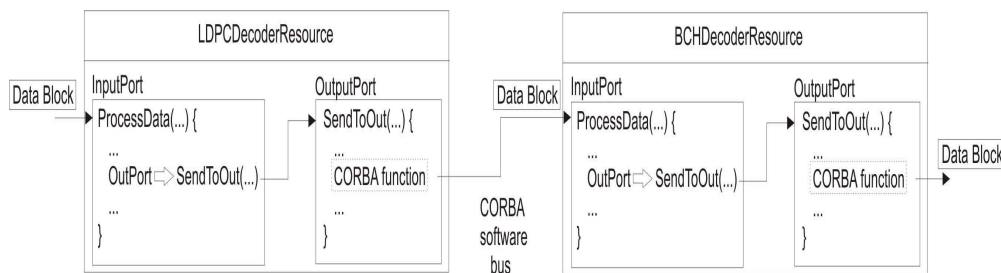 LDPCDecoderResource
Data Block
InputPort
ProcessData(...) {
...
OutPort SendToOut(...)
...
}
OutputPort
SendToOut(...) {
...
CORBA function
...
}
CORBA
software
bus
Data Block
BCHDecoderResource
InputPort
ProcessData(...) {
...
OutPort SendToOut(...)
...
}
OutputPort
SendToOut(...) {
...
CORBA function
...
}
Data Block